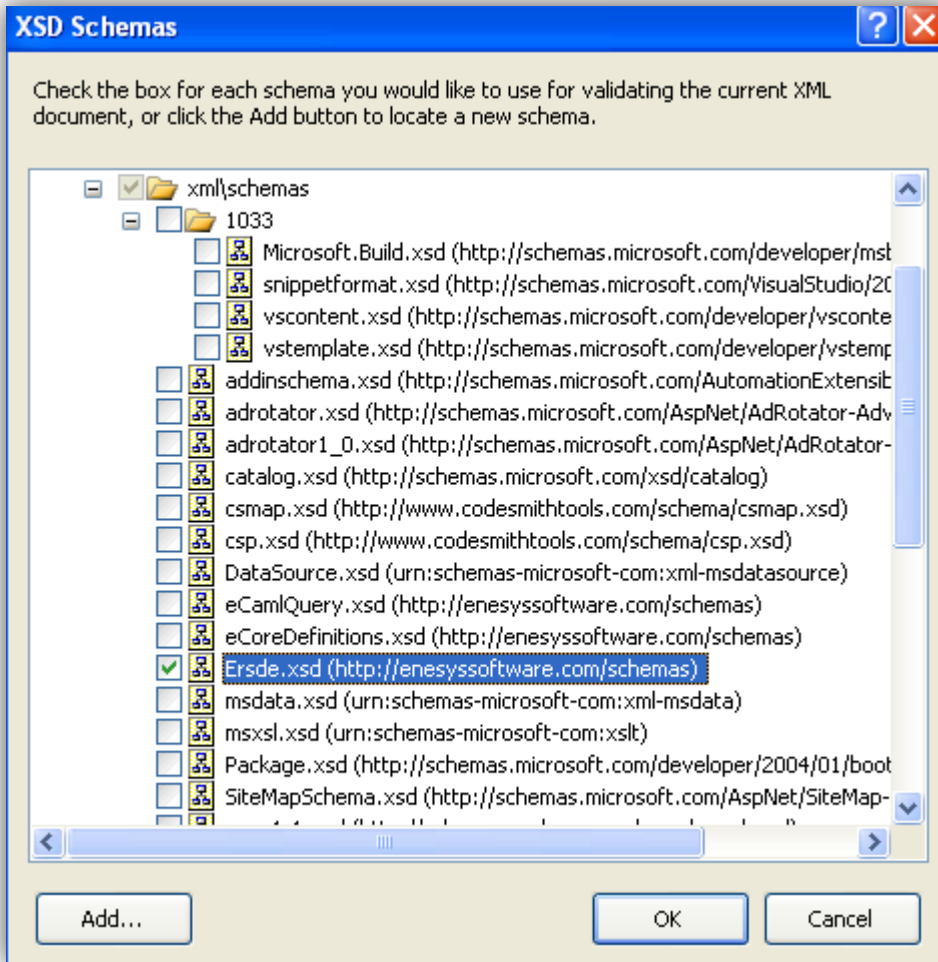 XSD Schemas
Check the box for each schema you would like to use for validating the current XML
document, or click the Add button to locate a new schema.
xml\schemas
1033
Microsoft.Build.xsd (http://schemas.microsoft.com/developer/msb
snippetformat.xsd (http://schemas.microsoft.com/VisualStudio/20
vscontent.xsd (http://schemas.microsoft.com/developer/vsconte
vstemplate.xsd (http://schemas.microsoft.com/developer/vstemp
addinschema.xsd (http://schemas.microsoft.com/AutomationExtensib
adrotator.xsd (http://schemas.microsoft.com/AspNet/AdRotator-Adv
adrotator1_0.xsd (http://schemas.microsoft.com/AspNet/AdRotator-
catalog.xsd (http://schemas.microsoft.com/xsd/catalog)
csmap.xsd (http://www.codesmithtools.com/schema/csmap.xsd)
csp.xsd (http://www.codesmithtools.com/schema/csp.xsd)
DataSource.xsd (urn:schemas-microsoft-com:xml-msdatasource)
eCamlQuery.xsd (http://enesyssoftware.com/schemas)
eCoreDefinitions.xsd (http://enesyssoftware.com/schemas)
Ersde.xsd (http://enesyssoftware.com/schemas)
msdata.xsd (urn:schemas-microsoft-com:xml-msdata)
msxsl.xsd (urn:schemas-microsoft-com:xslt)
Package.xsd (http://schemas.microsoft.com/developer/2004/01/boot
SiteMapSchema.xsd (http://schemas.microsoft.com/AspNet/SiteMap-
Add... OK Cancel